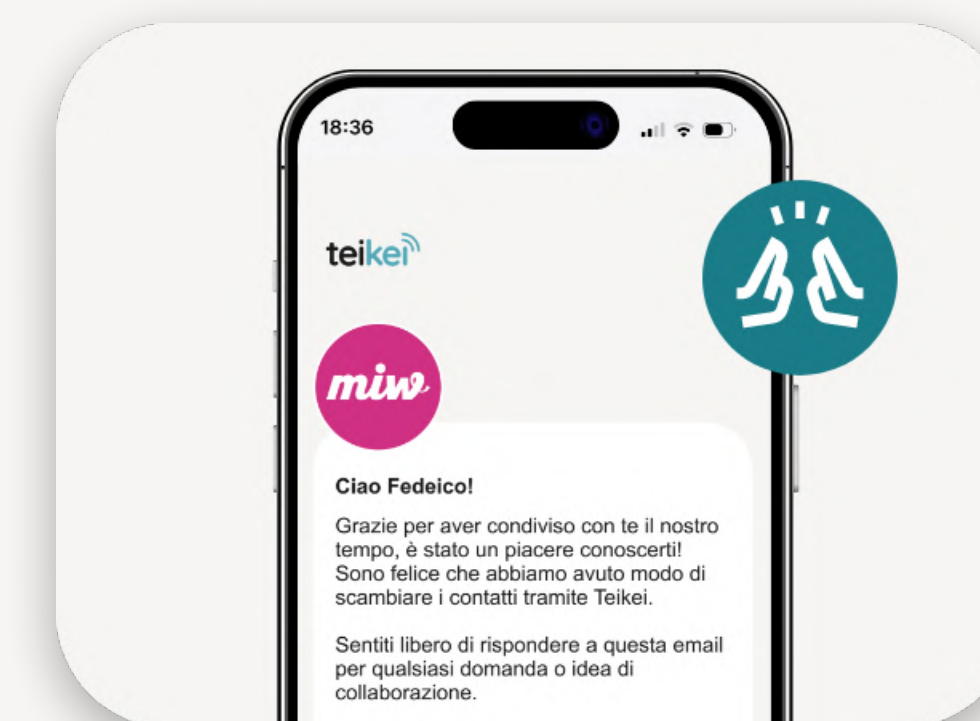 18:36
teikei
miw
Ciao Fedeico!
Grazie per aver condiviso con te il nostro
tempo, è stato un piacere conoscerti!
Sono felice che abbiamo avuto modo di
scambiare i contatti tramite Teikei.
Sentiti libero di rispondere a questa email
per qualsiasi domanda o idea di
collaborazione.